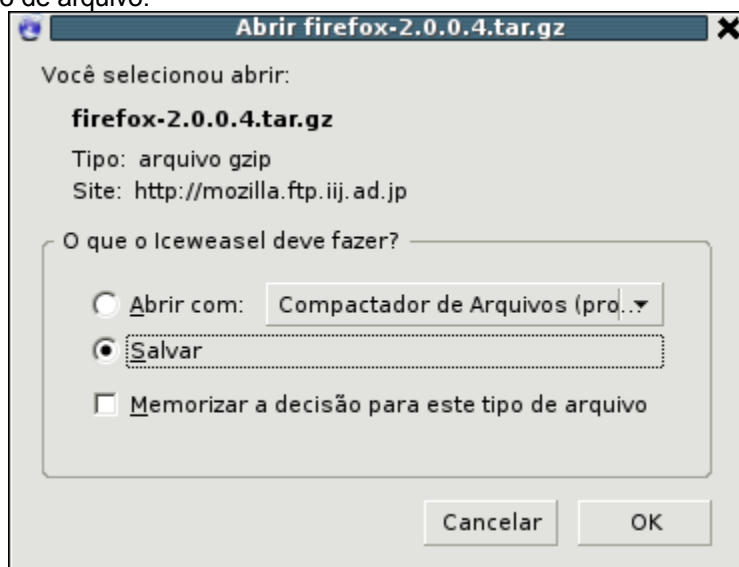 o de arquivo.
Abrir firefox-2.0.0.4.tar.gz
Você selecionou abrir:
firefox-2.0.0.4.tar.gz
Tipo: arquivo gzip
Site: http://mozilla.ftp.iij.ad.jp
O que o Iceweasel deve fazer?
Abrir com: Compactador de Arquivos (pro...
Salvar
Memorizar a decisão para este tipo de arquivo
Cancelar OK